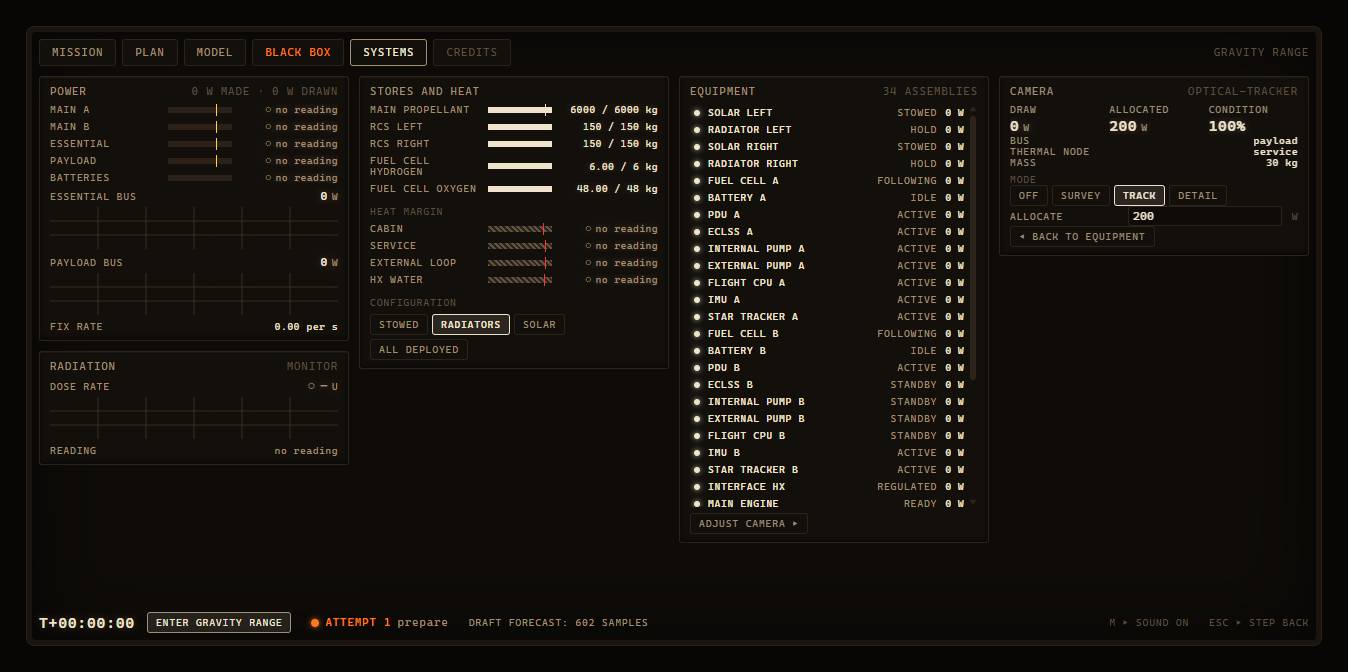 MISSION PLAN MODEL BLACK BOX SYSTEMS CREDITS GRAVITY RANGE
POWER 0 W MADE · 0 W DRAWN
MAIN A no reading
MAIN B no reading
ESSENTIAL no reading
PAYLOAD no reading
BATTERIES no reading
ESSENTIAL BUS 0 W
PAYLOAD BUS 0 W
FIX RATE 0.00 per s
RADIATION MONITOR
DOSE RATE — U
READING no reading
STORES AND HEAT
MAIN PROPELLANT 6000 / 6000 kg
RCS LEFT 150 / 150 kg
RCS RIGHT 150 / 150 kg
FUEL CELL
HYDROGEN 6.00 / 6 kg
FUEL CELL OXYGEN 48.00 / 48 kg
HEAT MARGIN
CABIN no reading
SERVICE no reading
EXTERNAL LOOP no reading
HX WATER no reading
CONFIGURATION
STOWED RADIATORS SOLAR
ALL DEPLOYED
EQUIPMENT 34 ASSEMBLIES
SOLAR LEFT STOWED 0 W
RADIATOR LEFT HOLD 0 W
SOLAR RIGHT STOWED 0 W
RADIATOR RIGHT HOLD 0 W
FUEL CELL A FOLLOWING 0 W
BATTERY A IDLE 0 W
PDU A ACTIVE 0 W
ECLSS A ACTIVE 0 W
INTERNAL PUMP A ACTIVE 0 W
EXTERNAL PUMP A ACTIVE 0 W
FLIGHT CPU A ACTIVE 0 W
IMU A ACTIVE 0 W
STAR TRACKER A ACTIVE 0 W
FUEL CELL B FOLLOWING 0 W
BATTERY B IDLE 0 W
PDU B ACTIVE 0 W
ECLSS B STANDBY 0 W
INTERNAL PUMP B STANDBY 0 W
EXTERNAL PUMP B STANDBY 0 W
FLIGHT CPU B STANDBY 0 W
IMU B ACTIVE 0 W
STAR TRACKER B ACTIVE 0 W
INTERFACE HX REGULATED 0 W
MAIN ENGINE READY 0 W
ADJUST CAMERA ▸
CAMERA OPTICAL-TRACKER
DRAW ALLOCATED CONDITION
0 W 200 W 100%
BUS payload
THERMAL NODE service
MASS 30 kg
MODE
OFF SURVEY TRACK DETAIL
ALLOCATE 200 W
◂ BACK TO EQUIPMENT
T+00:00:00 ENTER GRAVITY RANGE ATTEMPT 1 prepare DRAFT FORECAST: 602 SAMPLES M ▸ SOUND ON ESC ▸ STEP BACK